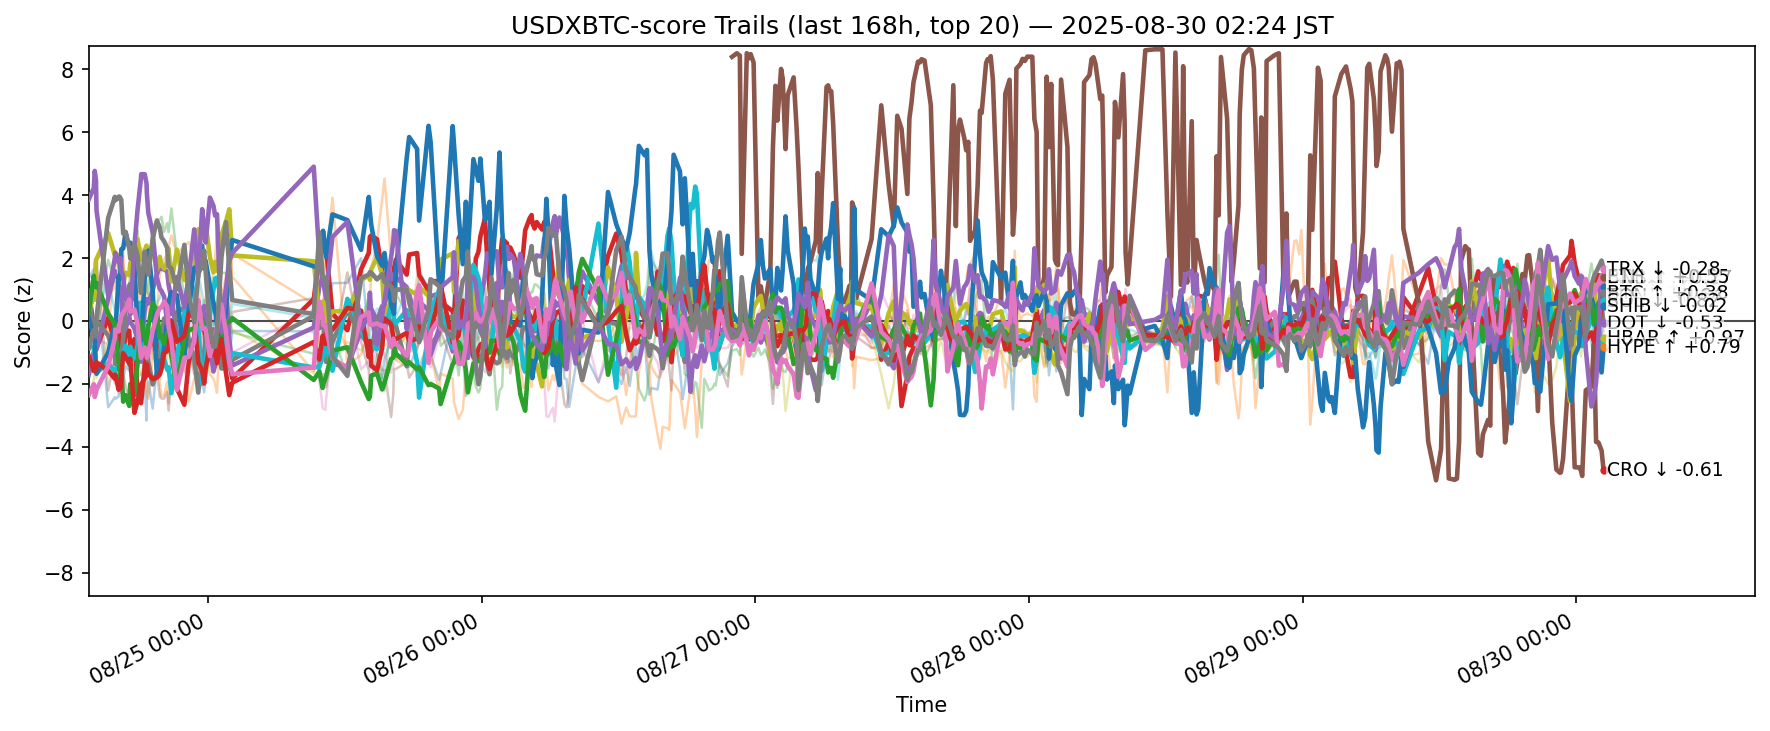 USDXBTC-score Trails (last 168h, top 20) — 2025-08-30 02:24 JST
Score (z)
8
6
4
2
0
−2
−4
−6
−8
TRX ↓ -0.28
SHIB ↓ -0.02
DOT ↓ -0.53
HBAR ↑ +0.97
HYPE ↑ +0.79
CRO ↓ -0.61
08/25 00:00
08/26 00:00
08/27 00:00
08/28 00:00
08/29 00:00
08/30 00:00
Time